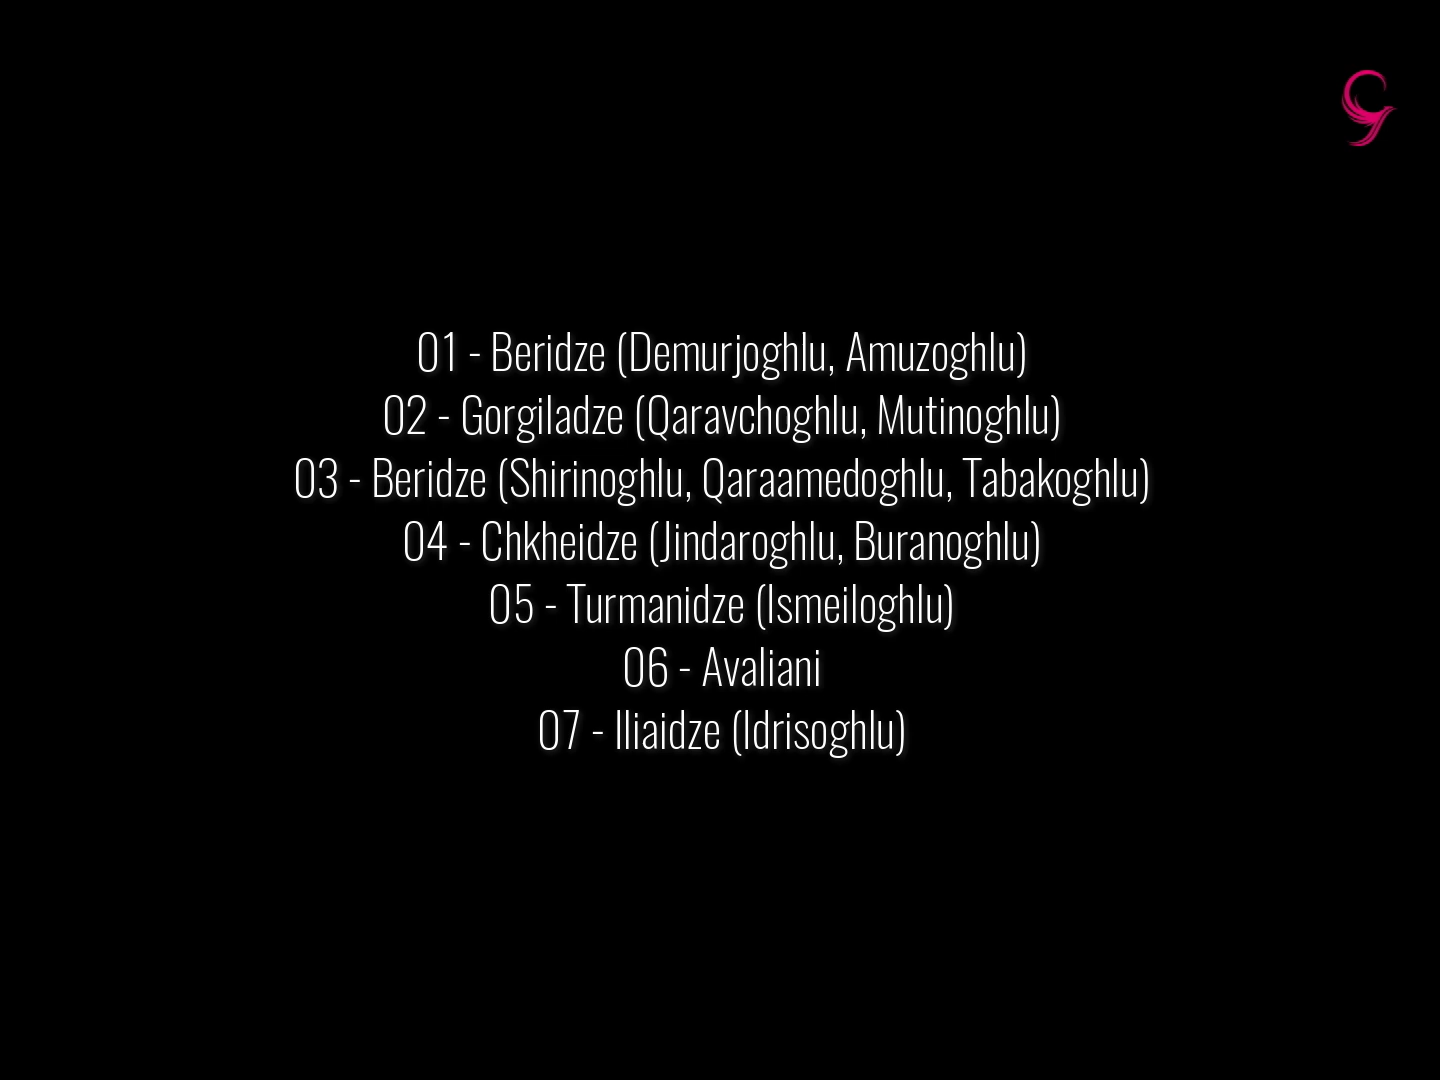 01 - Beridze (Demurjoghlu, Amuzoghlu)
02 - Gorgiladze (Qaravchoghlu, Mutinoghlu)
03 - Beridze (Shirinoghlu, Qaraamedoghlu, Tabakoghlu)
04 - Chkheidze (Jindaroghlu, Buranoghlu)
05 - Turmanidze (Ismeiloghlu)
06 - Avaliani
07 - Iliaidze (Idrisoghlu)